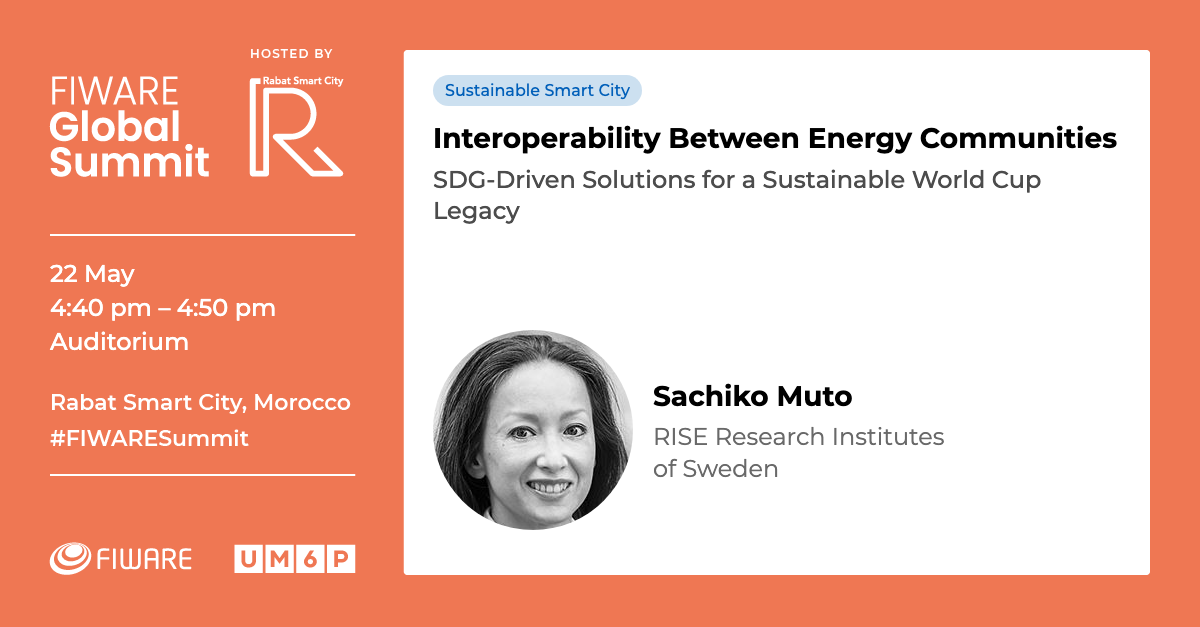 FIWARE
Global
Summit
HOSTED BY
Rabat Smart City
R
22 May
4:40 pm – 4:50 pm
Auditorium
Rabat Smart City, Morocco
#FIWARESummit
FIWARE
UM6P
Sustainable Smart City
Interoperability Between Energy Communities
SDG-Driven Solutions for a Sustainable World Cup
Legacy
Sachiko Muto
RISE Research Institutes
of Sweden